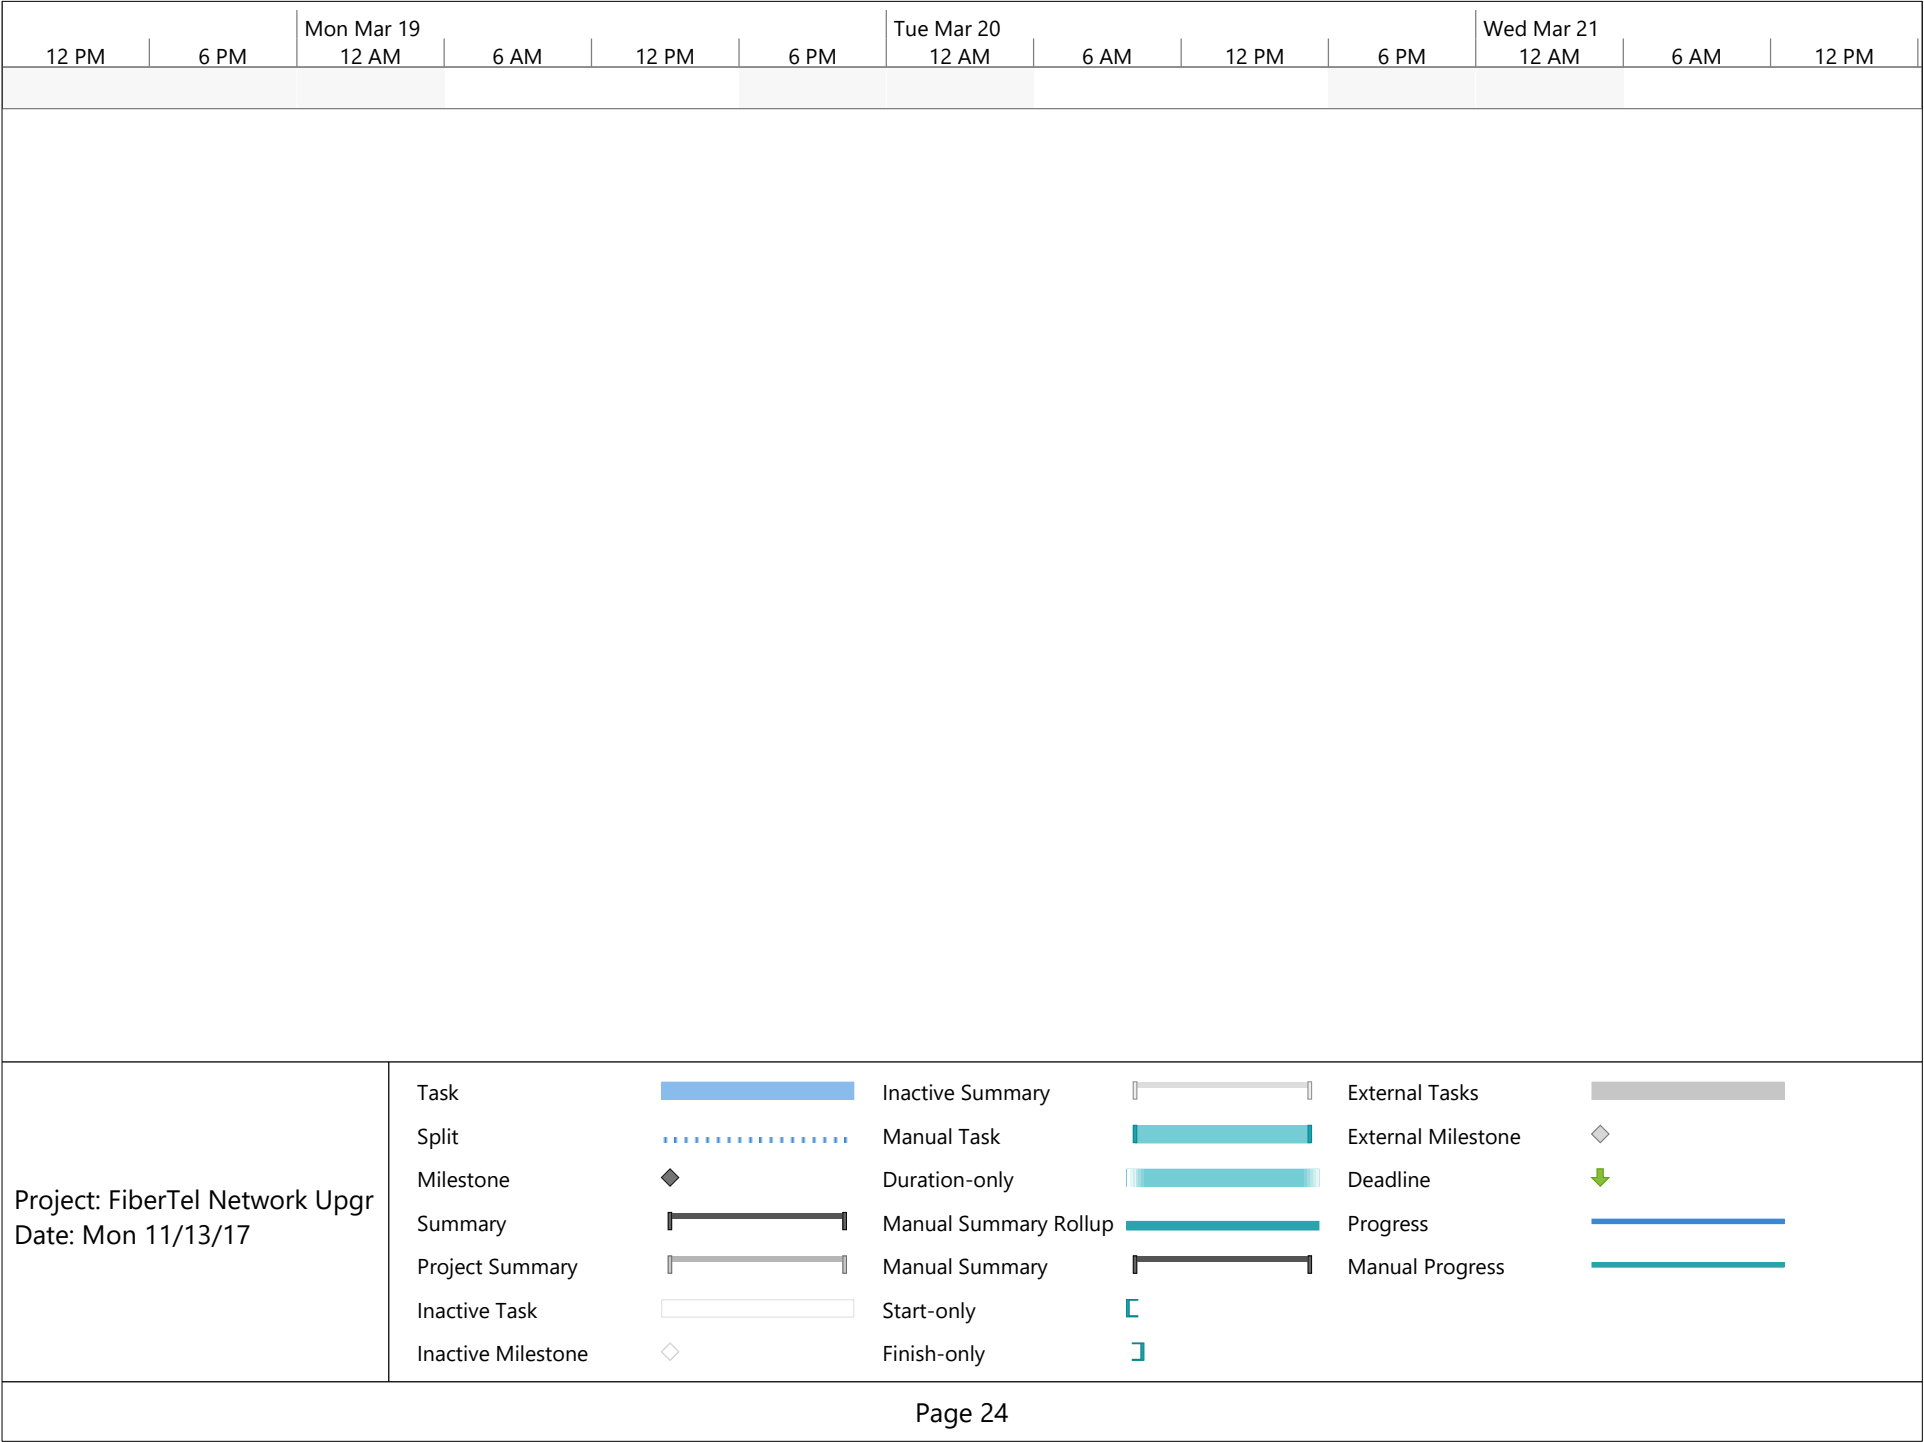 Mon Mar 19 Tue Mar 20 Wed Mar 21
12 PM 6 PM 12 AM 6 AM 12 PM 6 PM 12 AM 6 AM 12 PM 6 PM 12 AM 6 AM 12 PM
Project: FiberTel Network Upgr
Date: Mon 11/13/17
Task
Split
Milestone
Summary
Project Summary
Inactive Task
Inactive Milestone
Inactive Summary
Manual Task
Duration-only
Manual Summary Rollup
Manual Summary
Start-only
Finish-only
External Tasks
External Milestone
Deadline
Progress
Manual Progress
Page 24